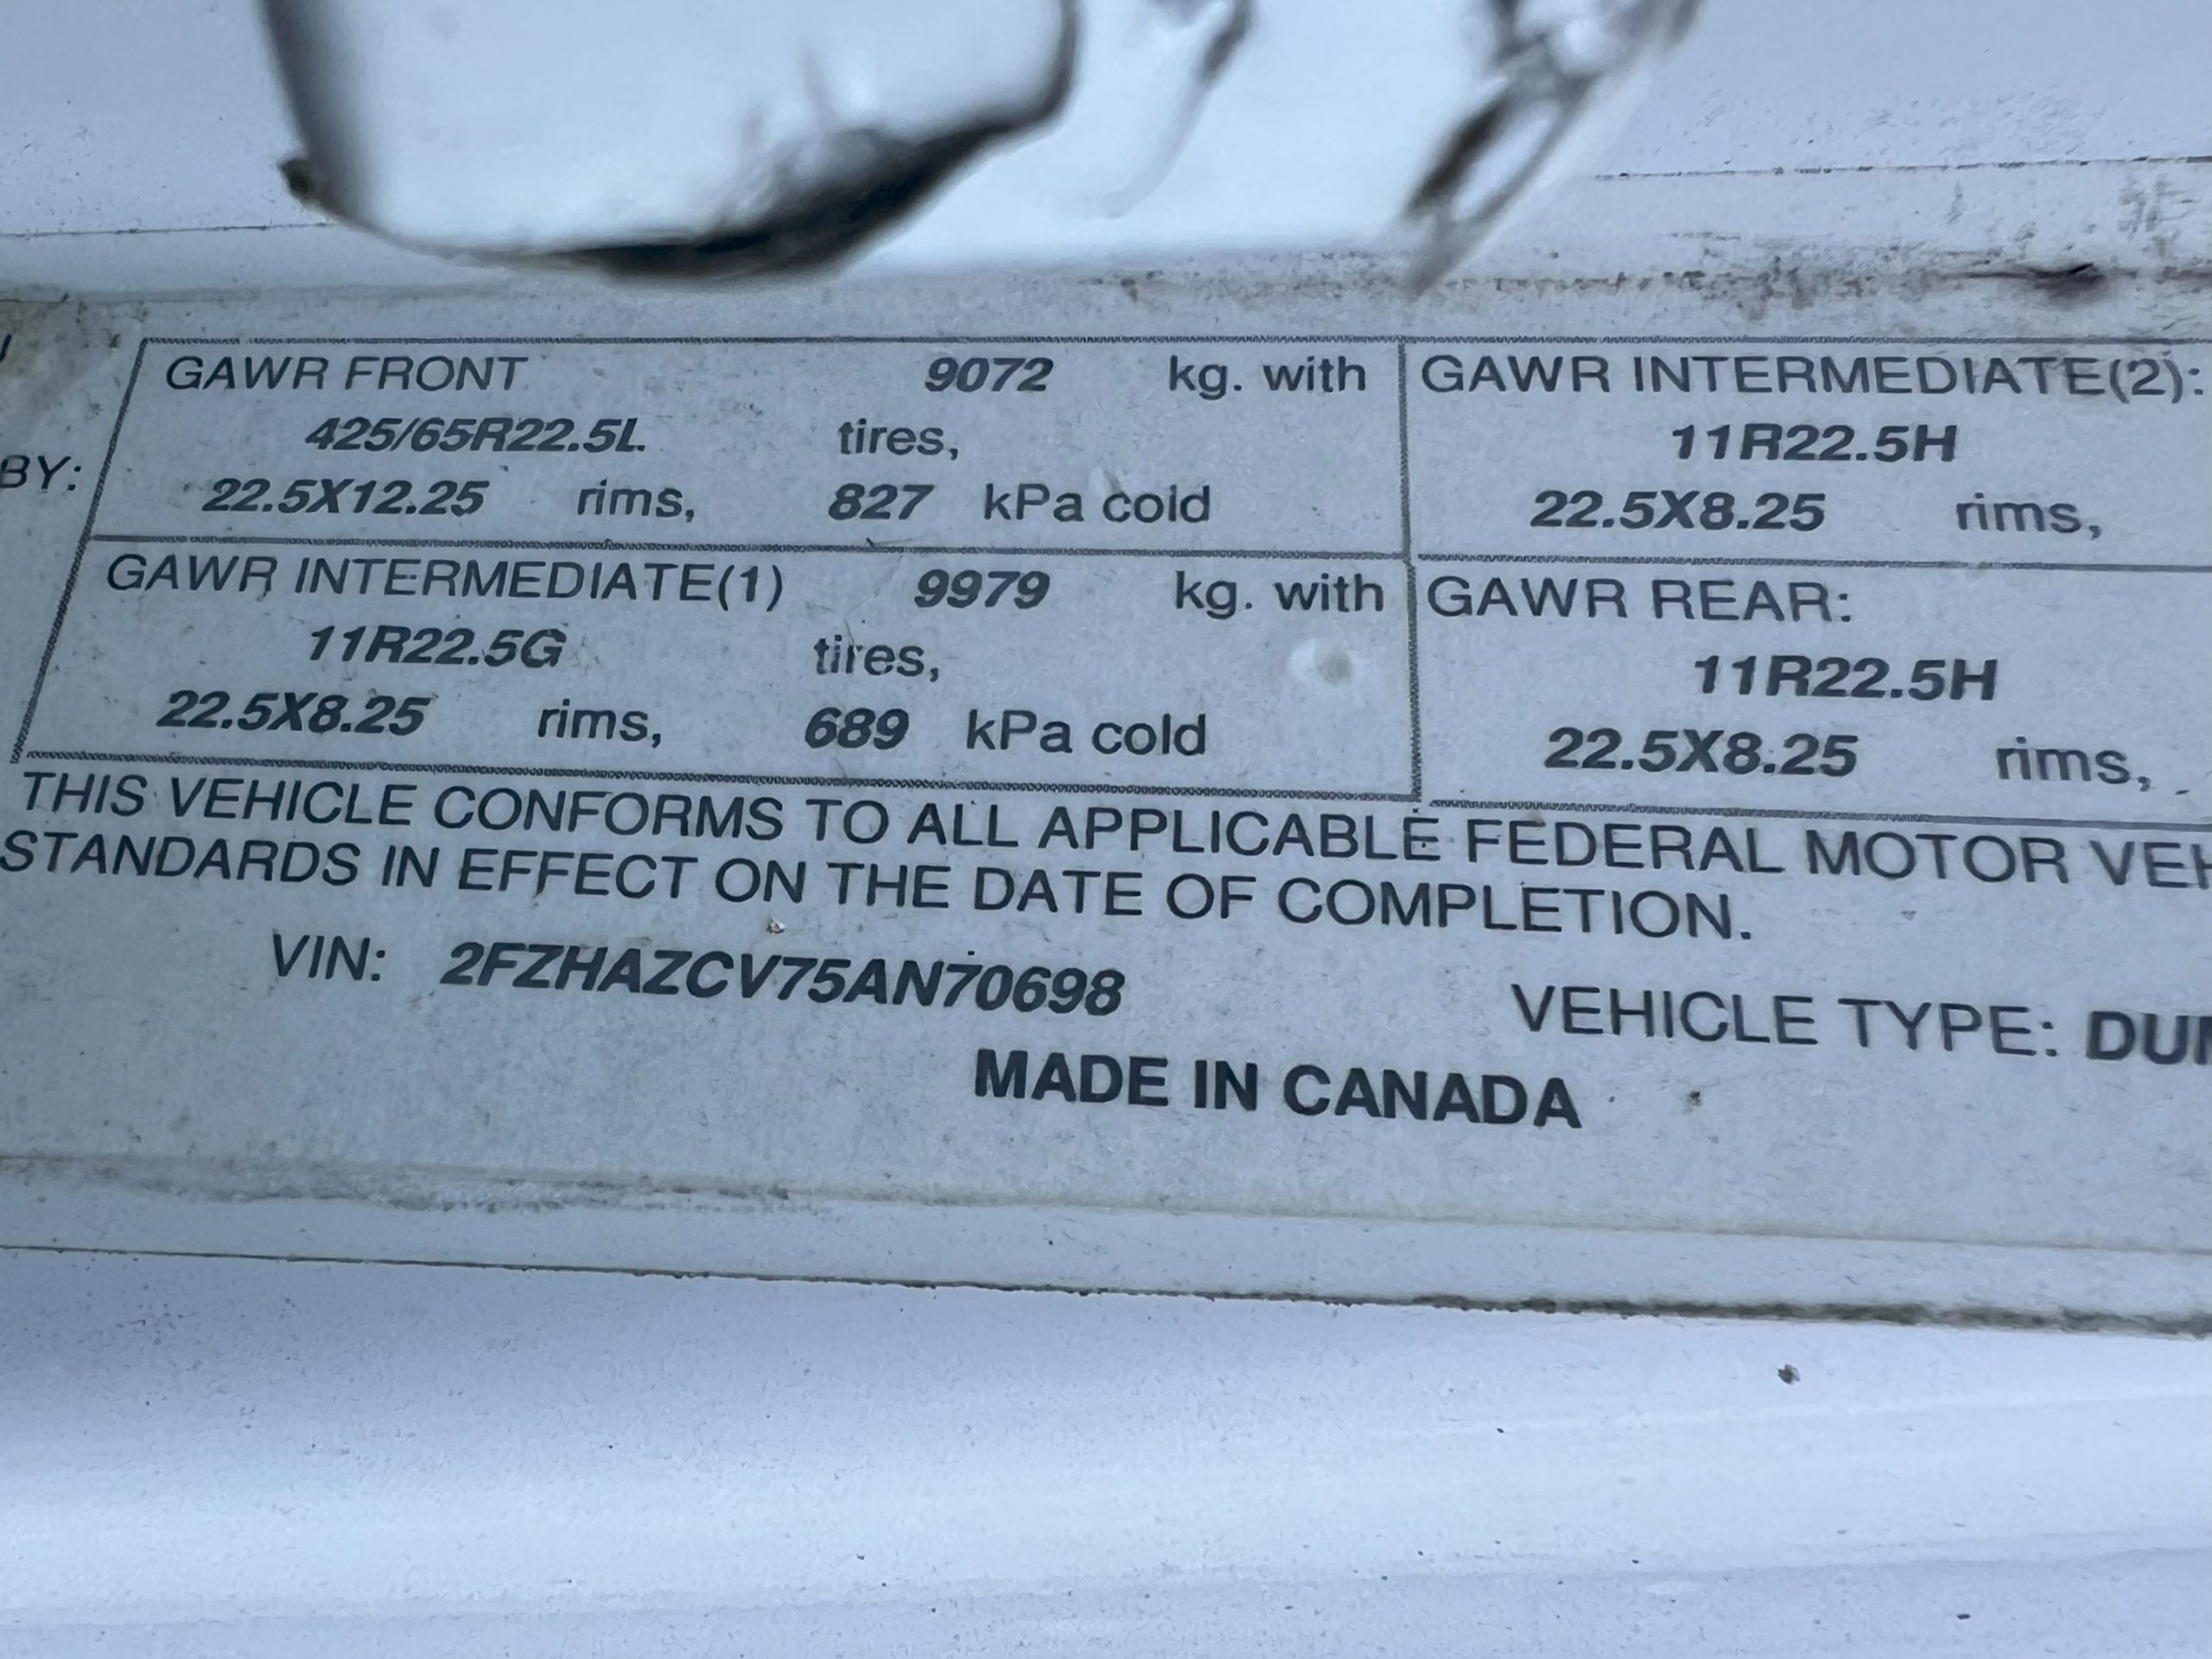 GAWR FRONT 9072 kg. with
425/65R22.5L tires,
BY:
22.5X12.25 rims, 827 kPa cold
GAWR INTERMEDIATE(1) 9979 kg. with
11R22.5G tires,
22.5X8.25 rims, 689 kPa cold
GAWR INTERMEDIATE(2):
11R22.5H
22.5X8.25 rims,
GAWR REAR:
11R22.5H
22.5X8.25 rims,
THIS VEHICLE CONFORMS TO ALL APPLICABLE FEDERAL MOTOR VEH
STANDARDS IN EFFECT ON THE DATE OF COMPLETION.
VIN: 2FZHAZCV75AN70698
VEHICLE TYPE: DUM
MADE IN CANADA